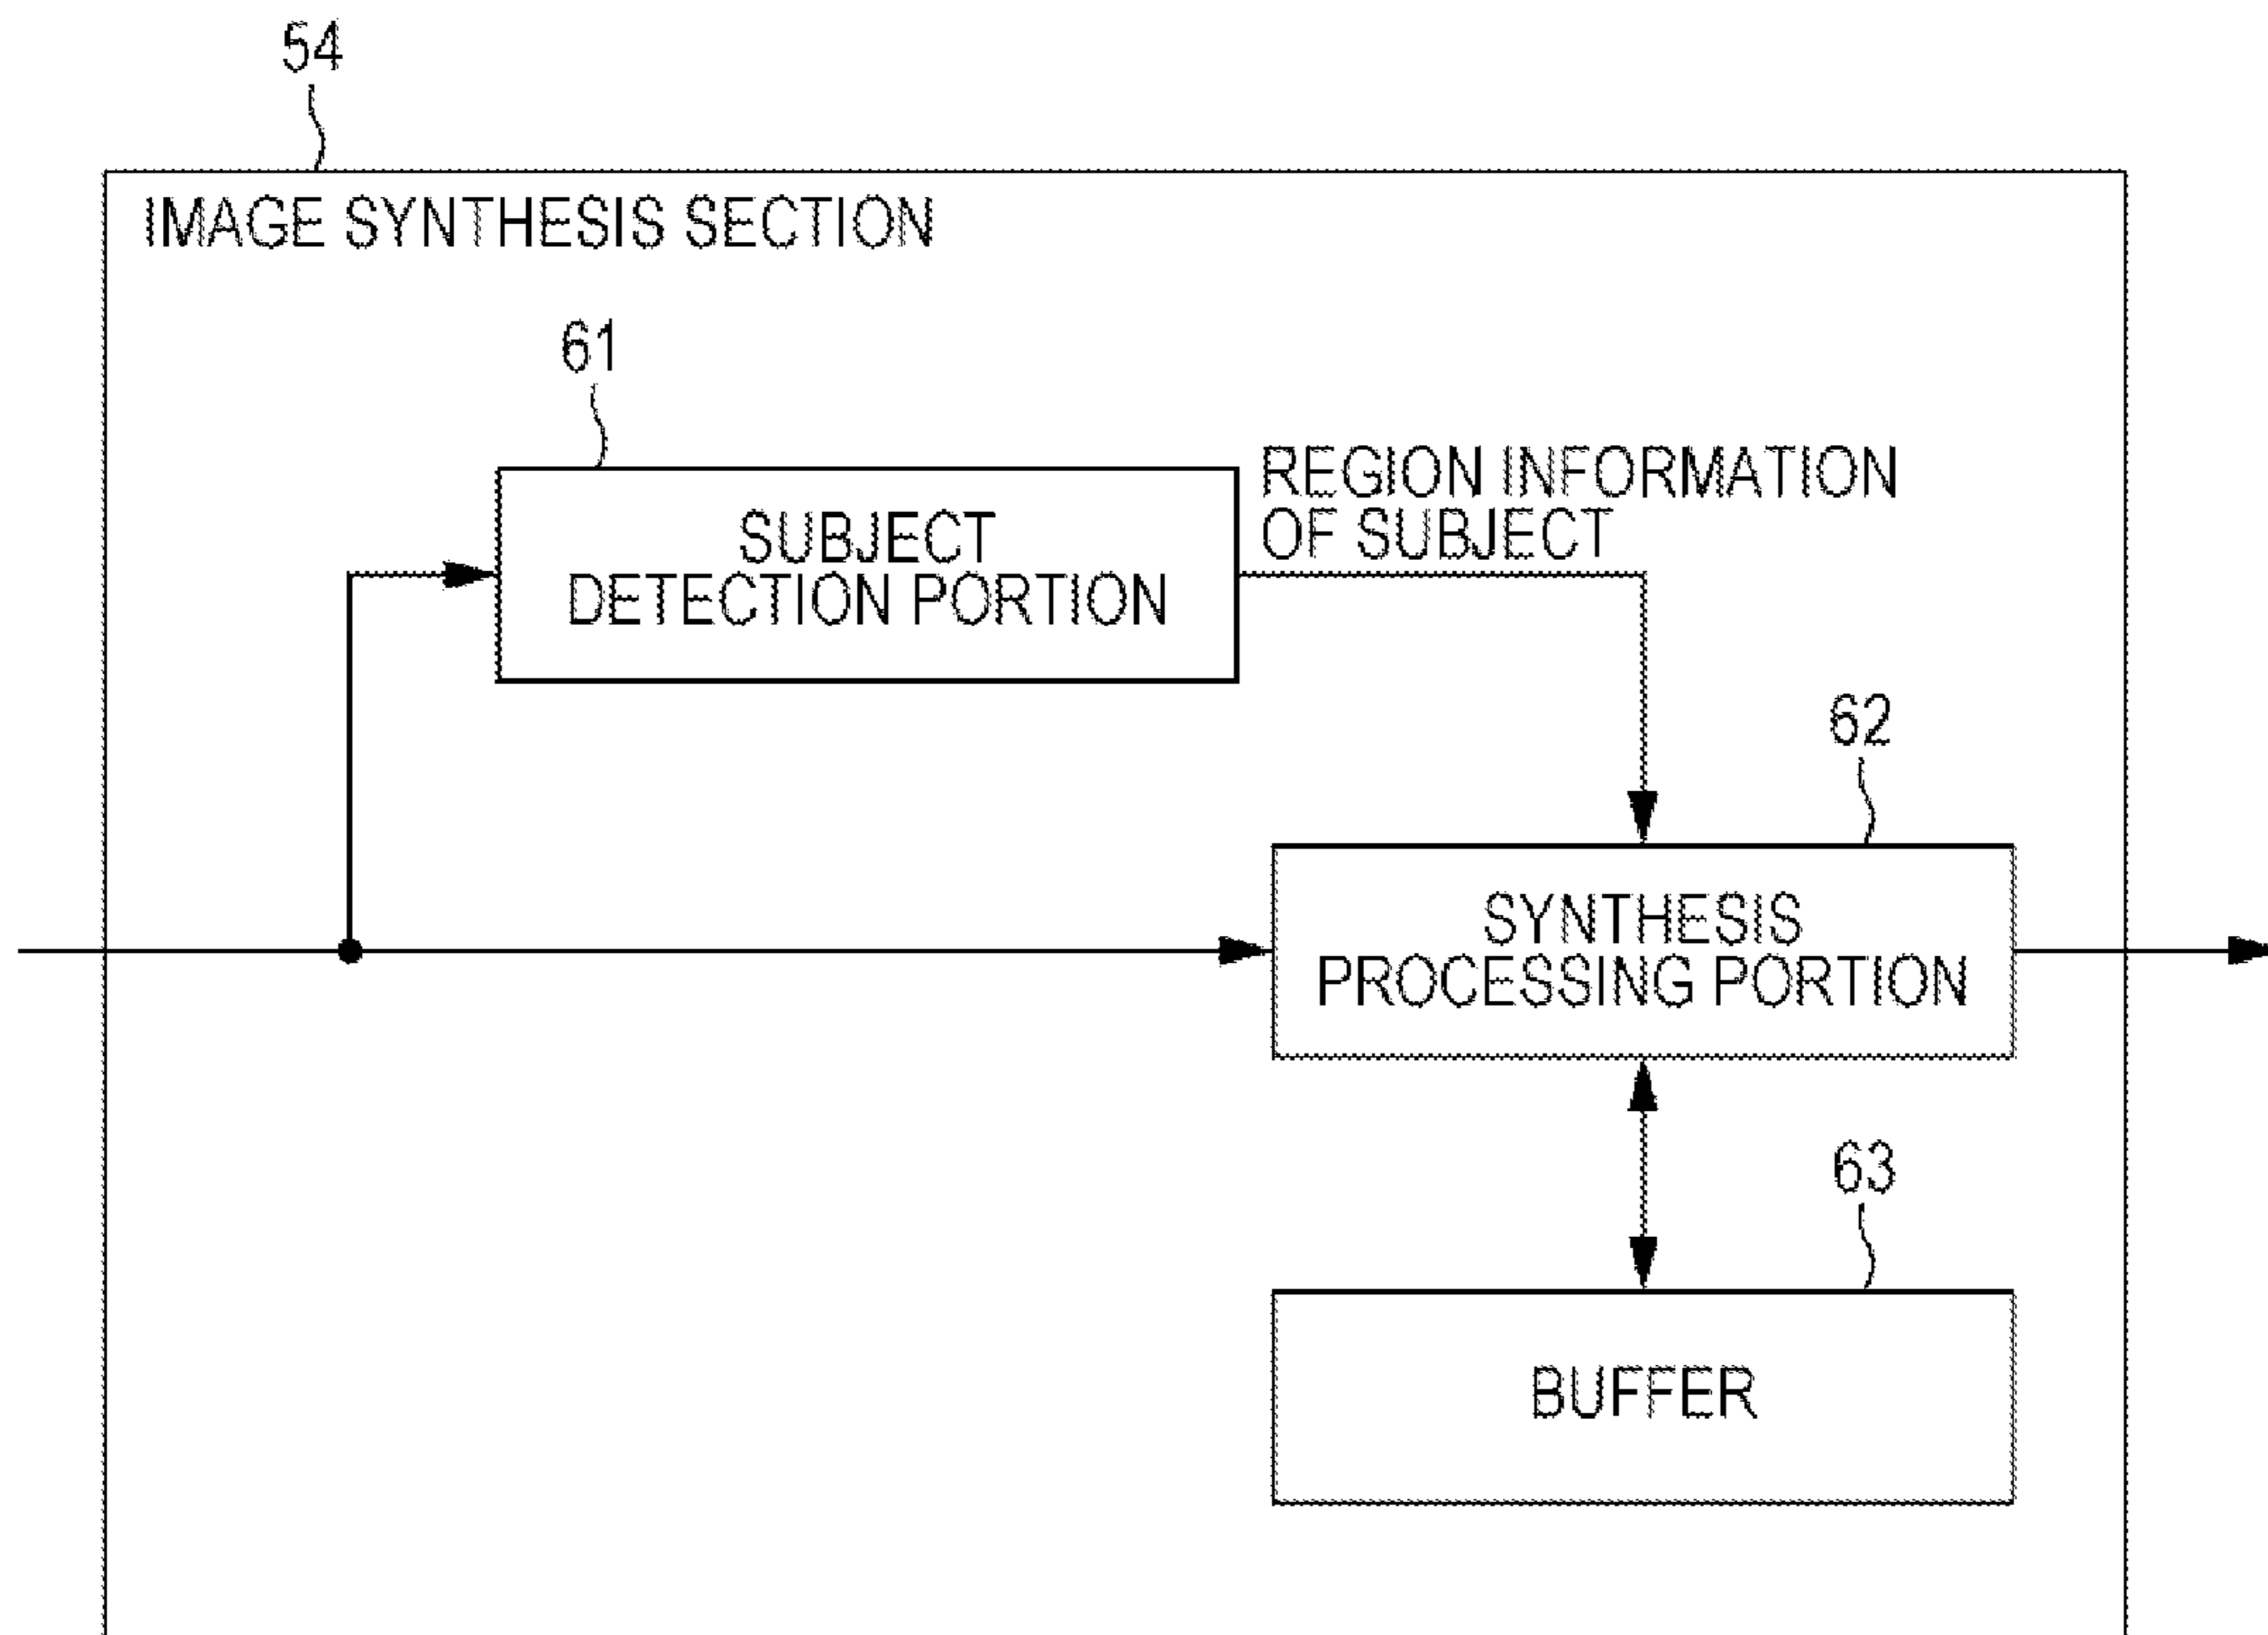 54
IMAGE SYNTHESIS SECTION
61
SUBJECT
DETECTION PORTION
REGION INFORMATION
OF SUBJECT
62
SYNTHESIS
PROCESSING PORTION
63
BUFFER